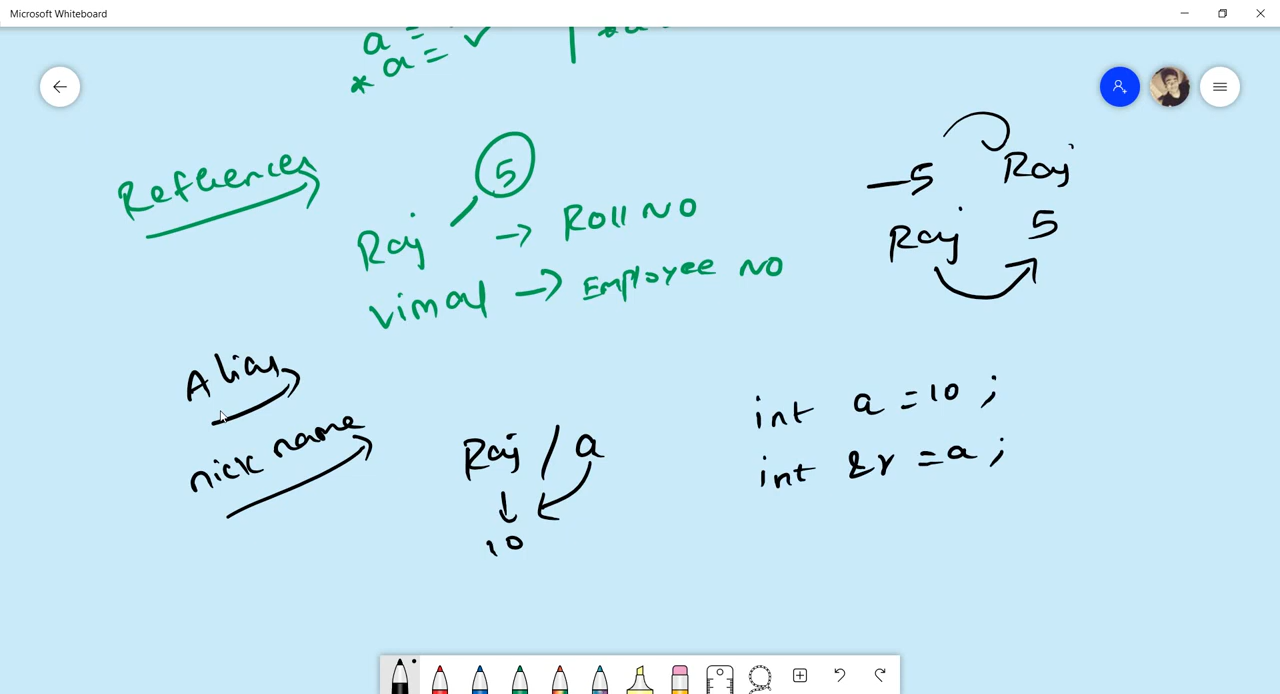 Microsoft Whiteboard
a =
* a =
References
5
Raj → Roll NO
vimal → Employee NO
— 5 Raj
Raj 5
Alias
nick name
Raj / a
10
int a = 10 ;
int &r = a ;